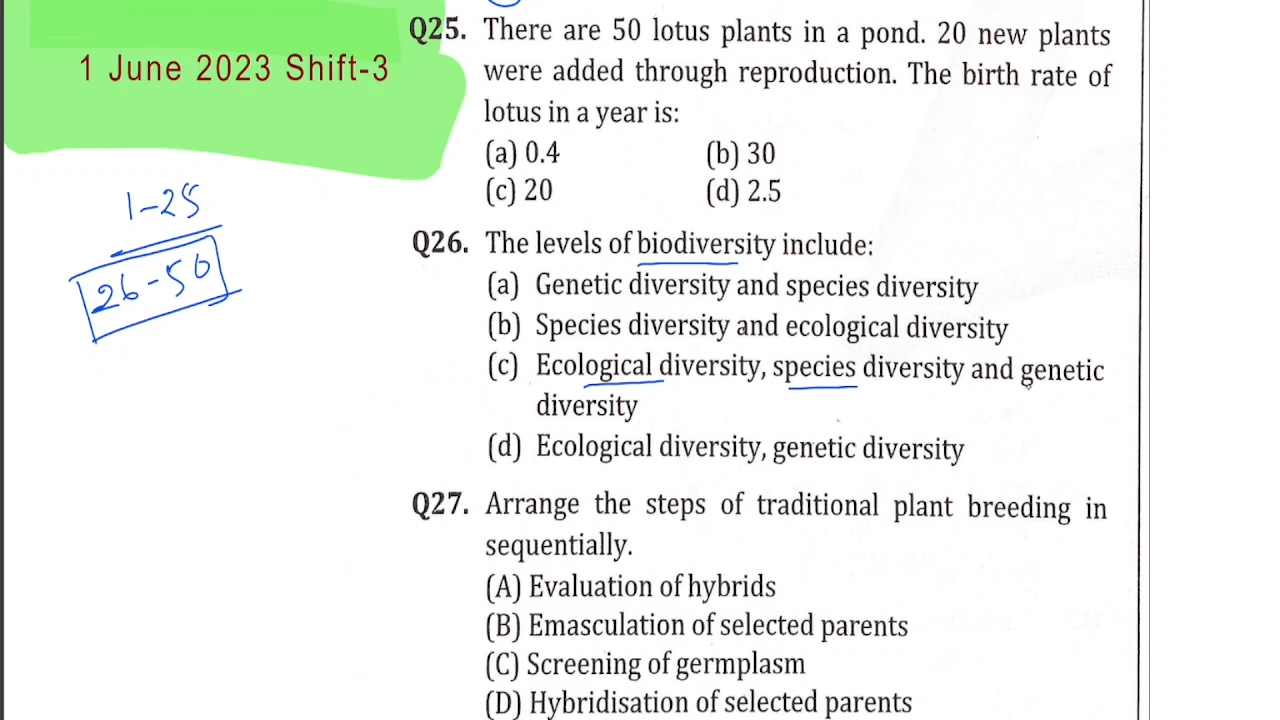 1 June 2023 Shift-3
1-25
26-50
Q25. There are 50 lotus plants in a pond. 20 new plants
were added through reproduction. The birth rate of
lotus in a year is:
(a) 0.4 (b) 30
(c) 20 (d) 2.5
Q26. The levels of biodiversity include:
(a) Genetic diversity and species diversity
(b) Species diversity and ecological diversity
(c) Ecological diversity, species diversity and genetic
diversity
(d) Ecological diversity, genetic diversity
Q27. Arrange the steps of traditional plant breeding in
sequentially.
(A) Evaluation of hybrids
(B) Emasculation of selected parents
(C) Screening of germplasm
(D) Hybridisation of selected parents